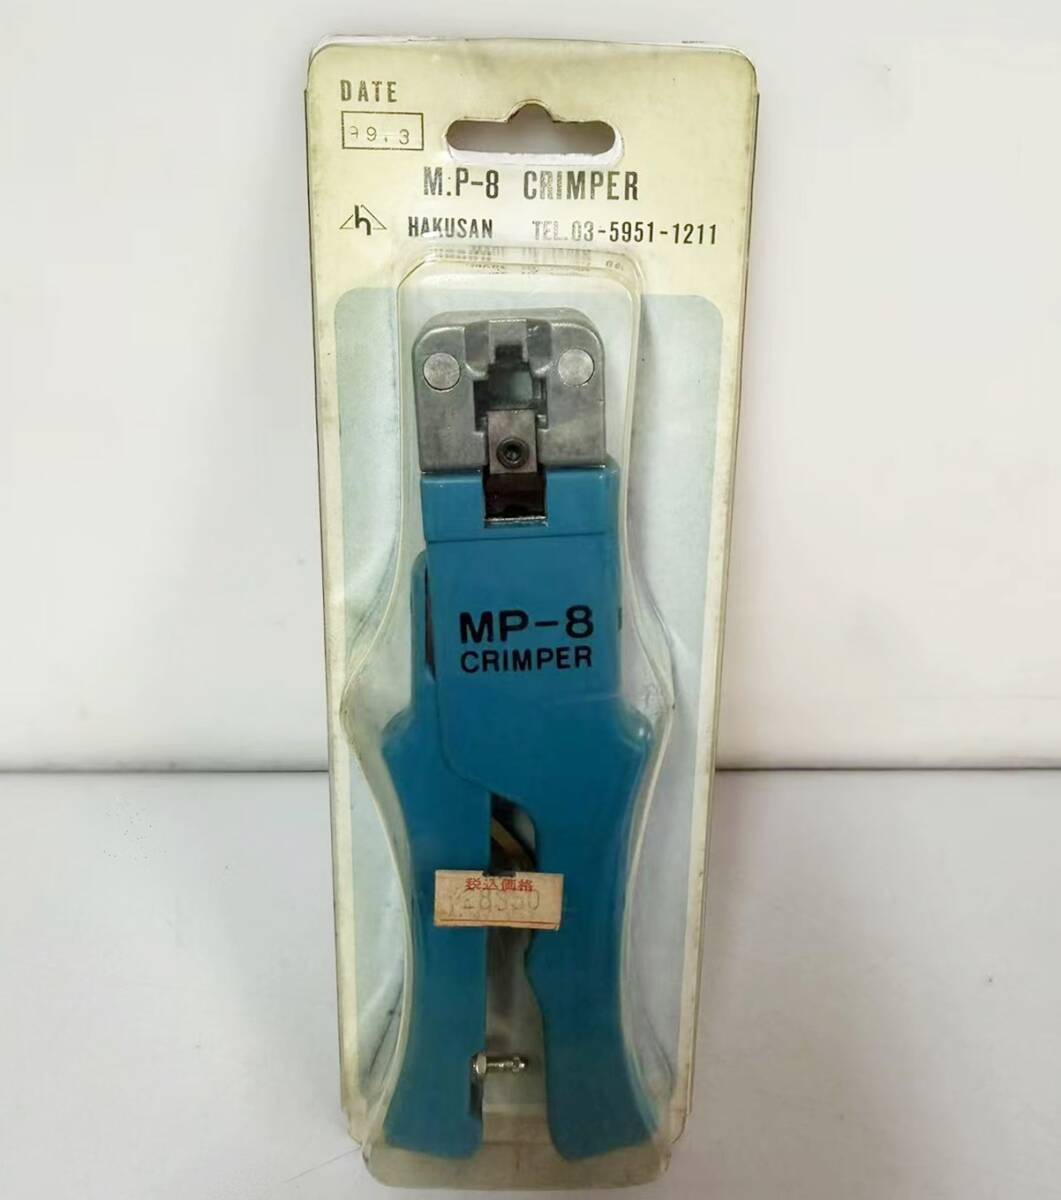 DATE
99.3
M.P-8 CRIMPER
h HAKUSAN TEL.03-5951-1211
MP-8
CRIMPER
税込価格